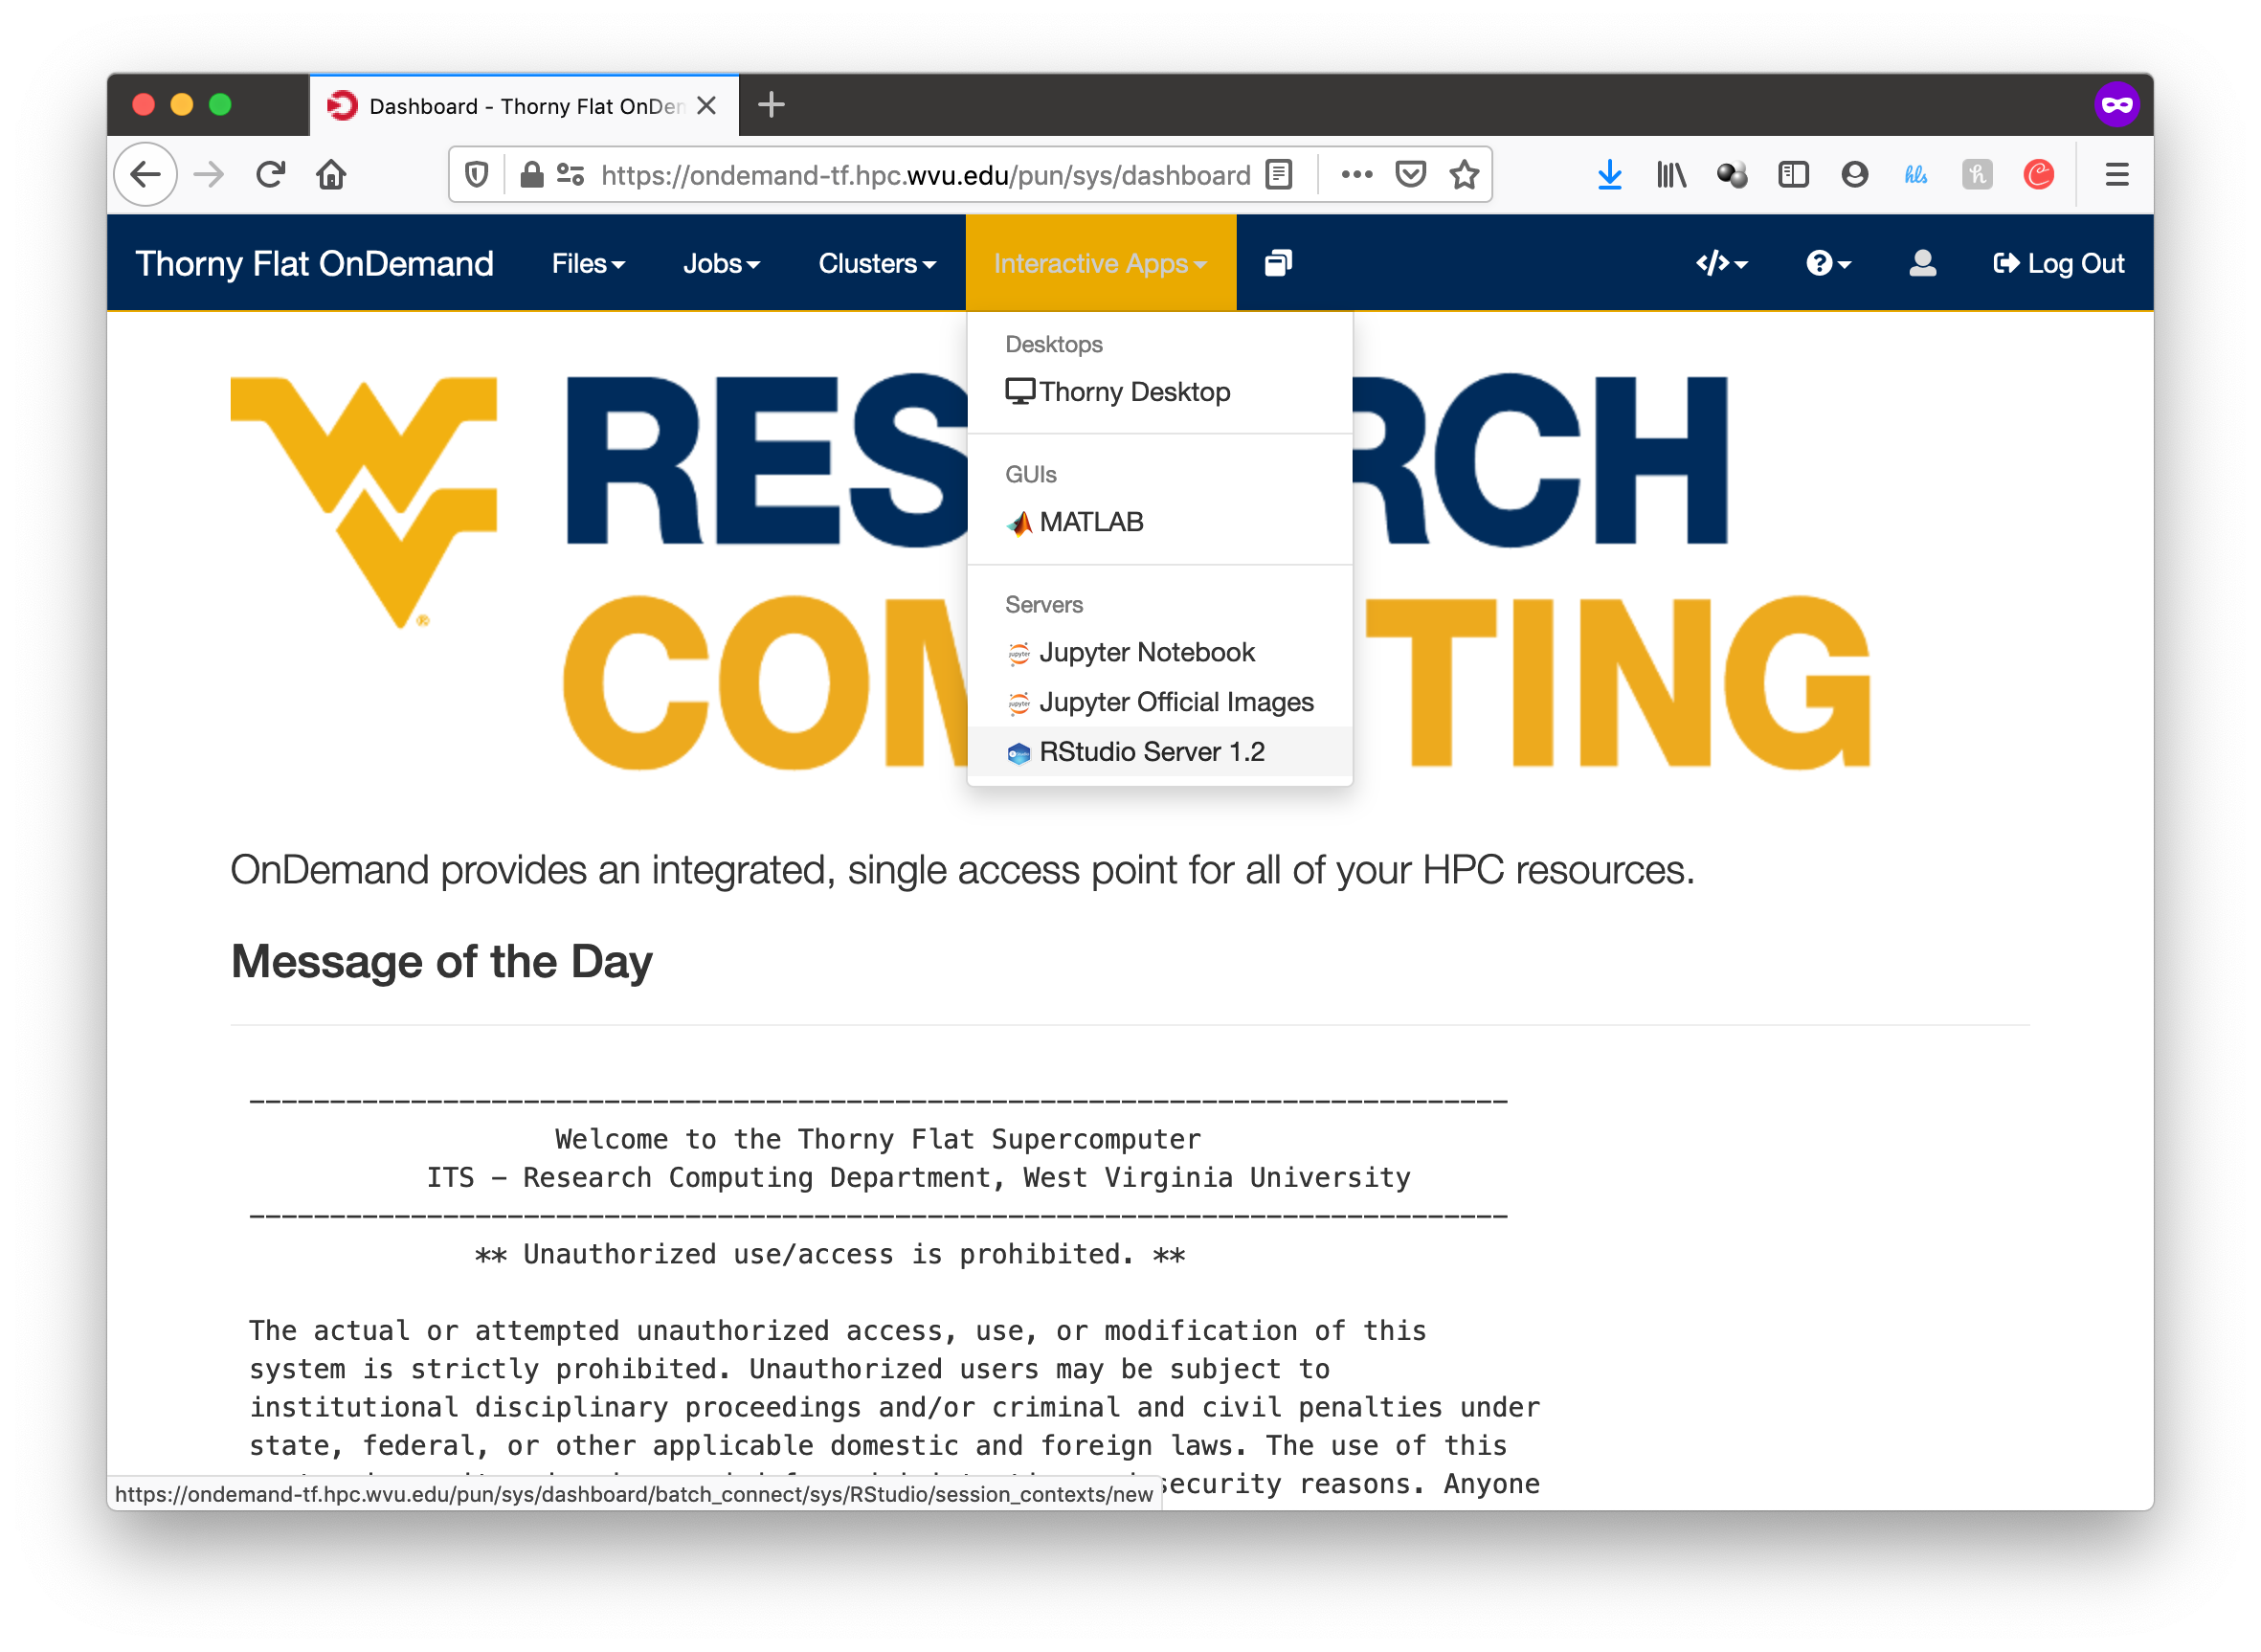 Dashboard - Thorny Flat OnDem
https://ondemand-tf.hpc.wvu.edu/pun/sys/dashboard
hls
h
Thorny Flat OnDemand Files Jobs Clusters Interactive Apps </> ? Log Out
Desktops
Thorny Desktop
GUIs
MATLAB
Servers
Jupyter Notebook
Jupyter Official Images
RStudio Server 1.2
RES RCH
COM TING
®
OnDemand provides an integrated, single access point for all of your HPC resources.
Message of the Day
Welcome to the Thorny Flat Supercomputer
ITS – Research Computing Department, West Virginia University
** Unauthorized use/access is prohibited. **
The actual or attempted unauthorized access, use, or modification of this
system is strictly prohibited. Unauthorized users may be subject to
institutional disciplinary proceedings and/or criminal and civil penalties under
state, federal, or other applicable domestic and foreign laws. The use of this
security reasons. Anyone
https://ondemand-tf.hpc.wvu.edu/pun/sys/dashboard/batch_connect/sys/RStudio/session_contexts/new